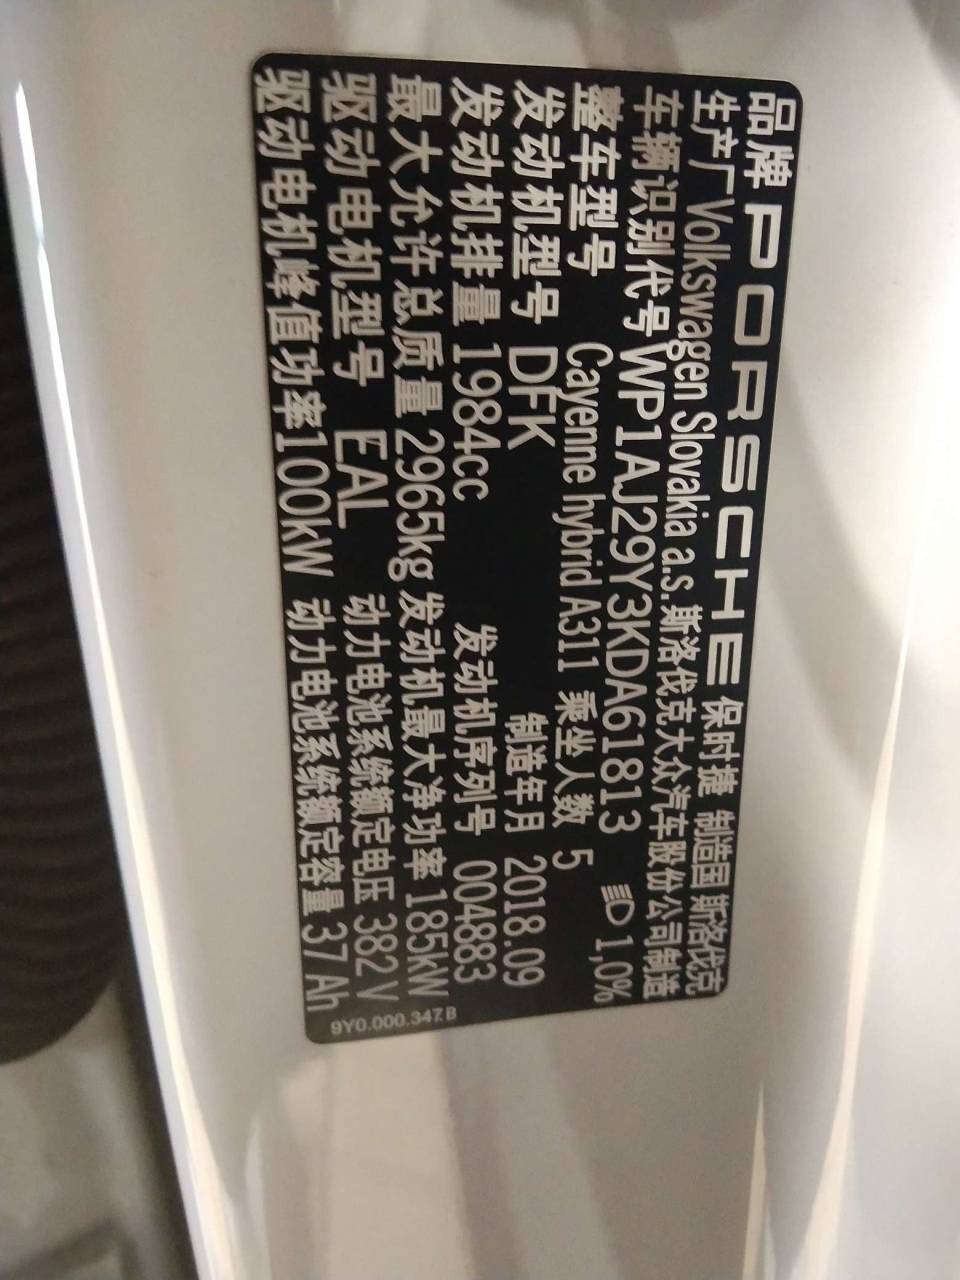 品牌 PORSCHE 保时捷 制造国 斯洛伐克
生产厂 Volkswagen Slovakia a.s. 斯洛伐克大众汽车股份公司制造
车辆识别代号 WP1AJ29Y3KDA61813 1,0%
整车型号 Cayenne hybrid A311 乘坐人数 5
发动机型号 DFK 制造年月 2018.09
发动机排量 1984cc 发动机序列号 004883
最大允许总质量 2965kg 发动机最大净功率 185kW
驱动电机型号 EAL 动力电池系统额定电压 382 V
驱动电机峰值功率100kW 动力电池系统额定容量 37 Ah
9Y0.000.347.B